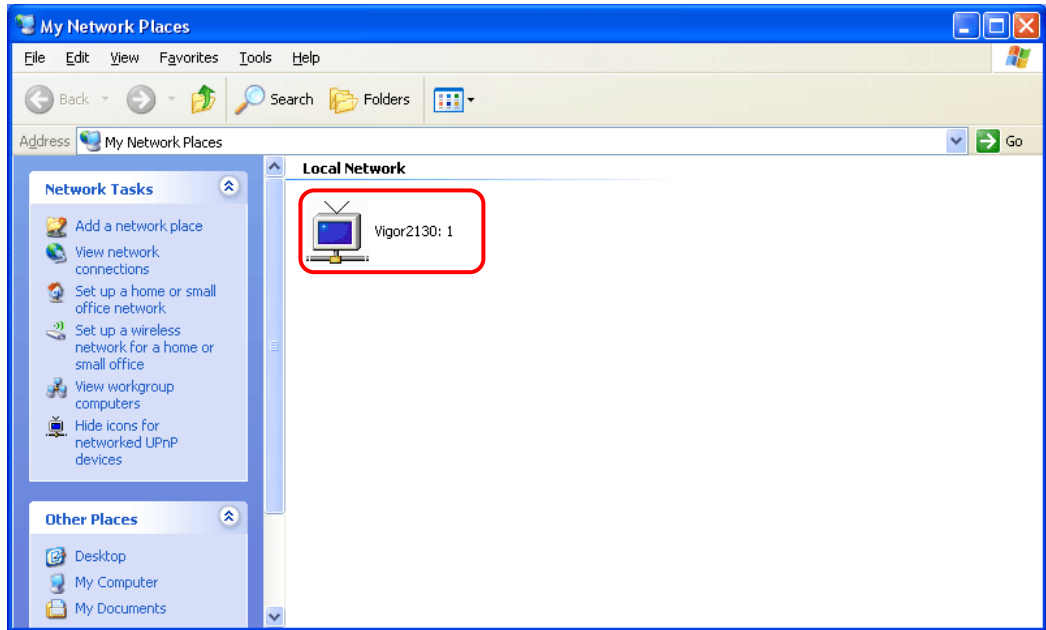 My Network Places
File Edit View Favorites Tools Help
Back Search Folders
Address My Network Places Go
Network Tasks
Add a network place
View network
connections
Set up a home or small
office network
Set up a wireless
network for a home or
small office
View workgroup
computers
Hide icons for
networked UPnP
devices
Other Places
Desktop
My Computer
My Documents
Local Network
Vigor2130: 1